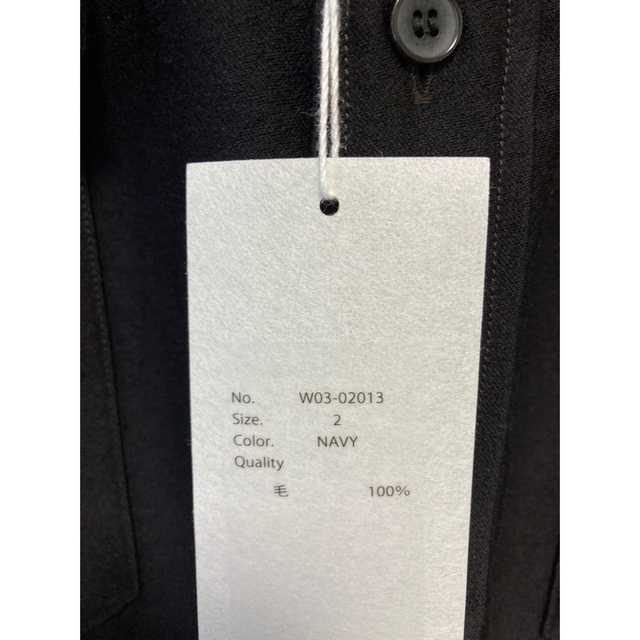 No. W03-02013
Size. 2
Color. NAVY
Quality
毛 100%